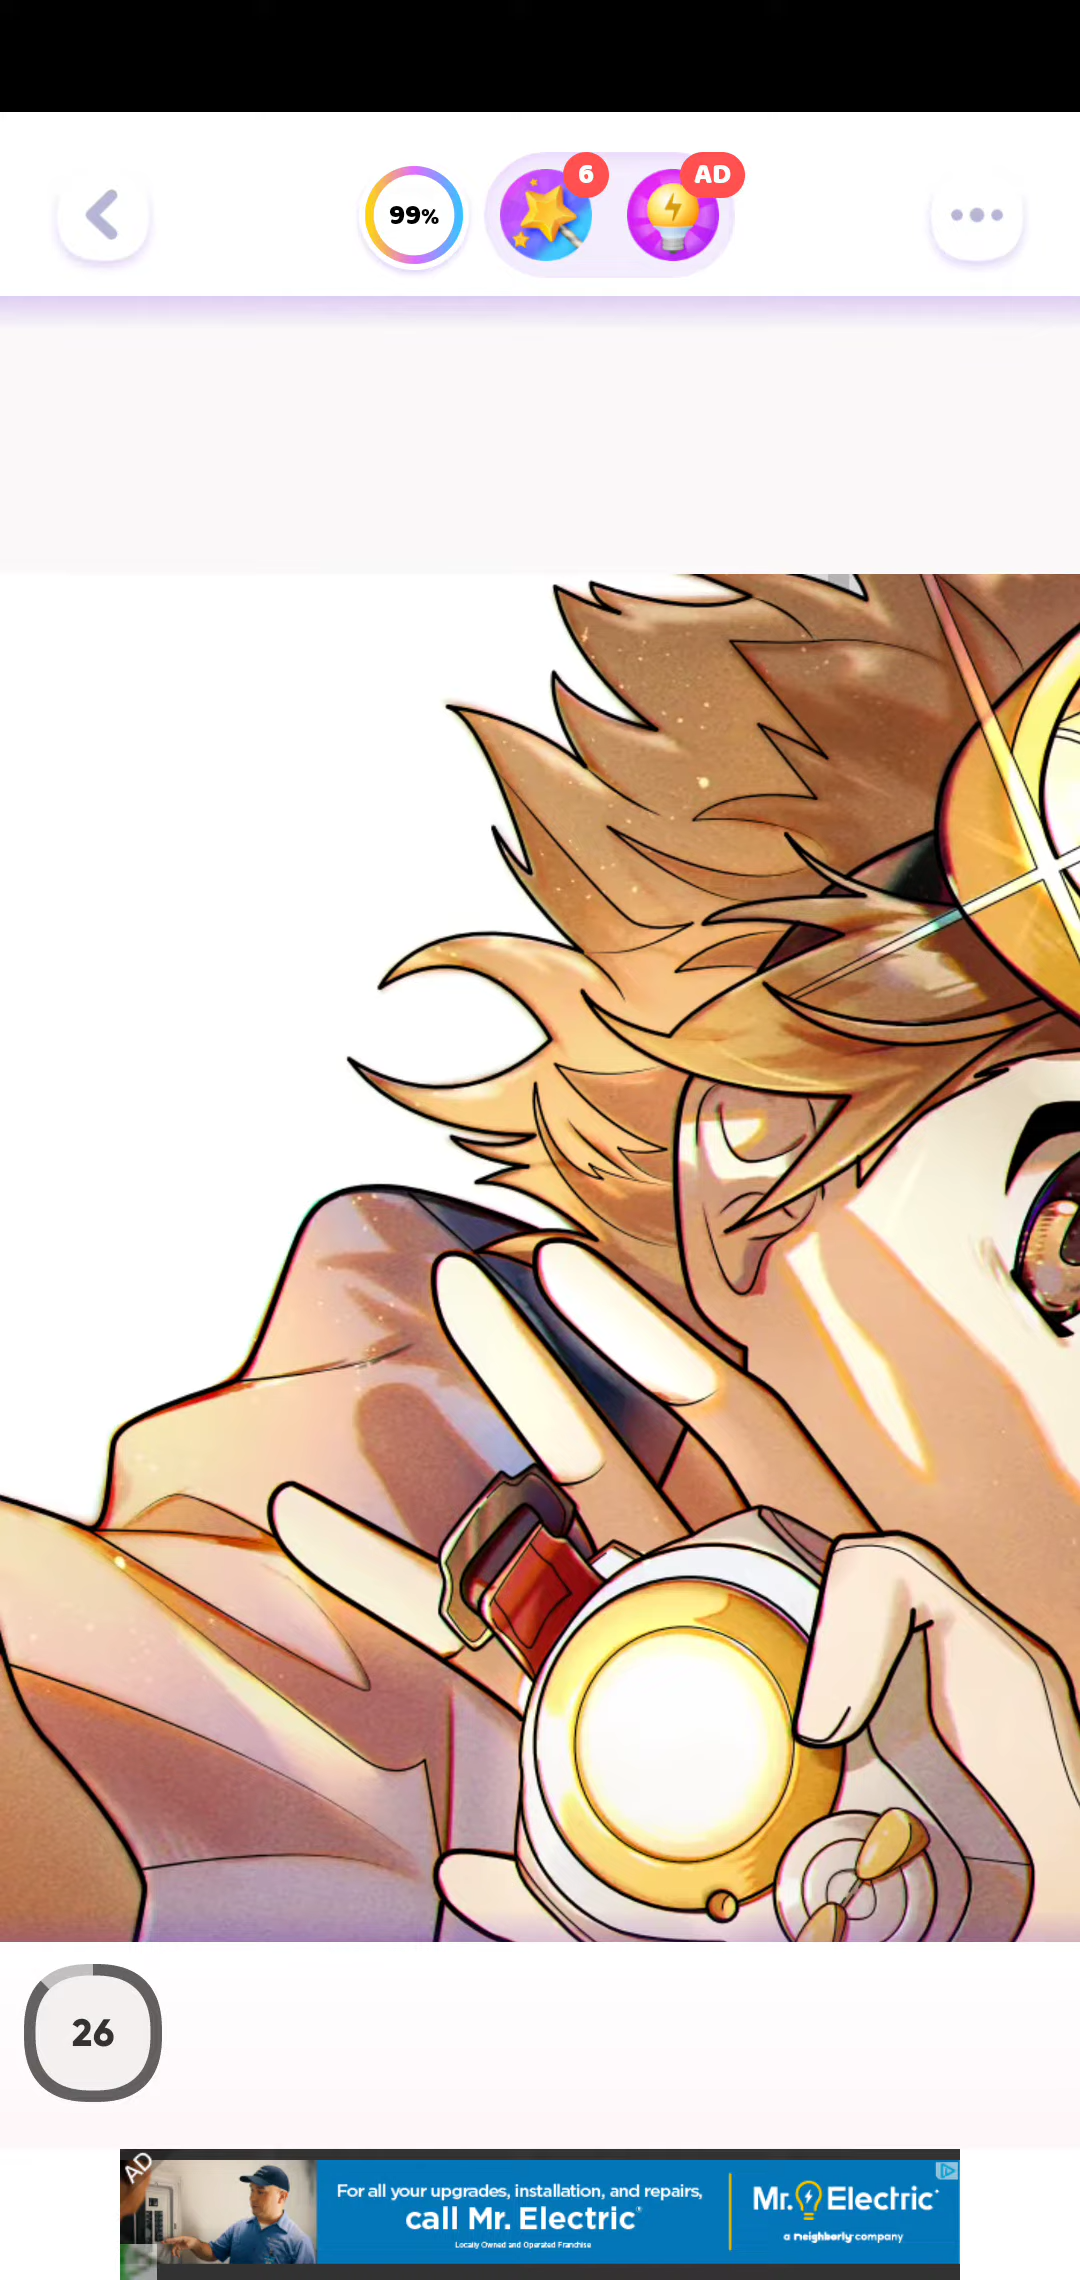 99%
6
AD
26
AD
For all your upgrades, installation, and repairs,
call Mr. Electric®
Locally Owned and Operated Franchise
Mr. Electric
a neighborly company